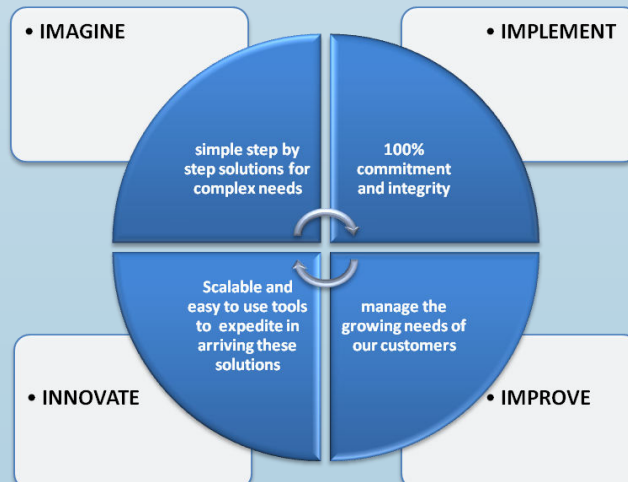 • IMAGINE
• IMPLEMENT
simple step by
step solutions for
complex needs
100%
commitment
and integrity
Scalable and
easy to use tools
to expedite in
arriving these
solutions
manage the
growing needs of
our customers
• INNOVATE
• IMPROVE